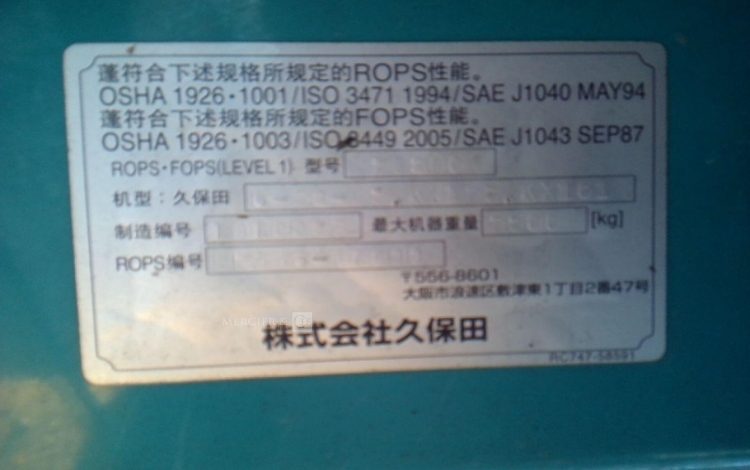 蓬符合下述规格所规定的ROPS性能。
OSHA 1926·1001/ISO 3471 1994/SAE J1040 MAY94
蓬符合下述规格所规定的FOPS性能。
OSHA 1926·1003/ISO 3449 2005/SAE J1043 SEP87
ROPS·FOPS(LEVEL 1) 型号
机型：久保田
制造编号 最大机器重量 [kg]
ROPS编号
〒556-8601
大阪市浪速区敷津東1丁目2番47号
株式会社久保田
RC747-58591